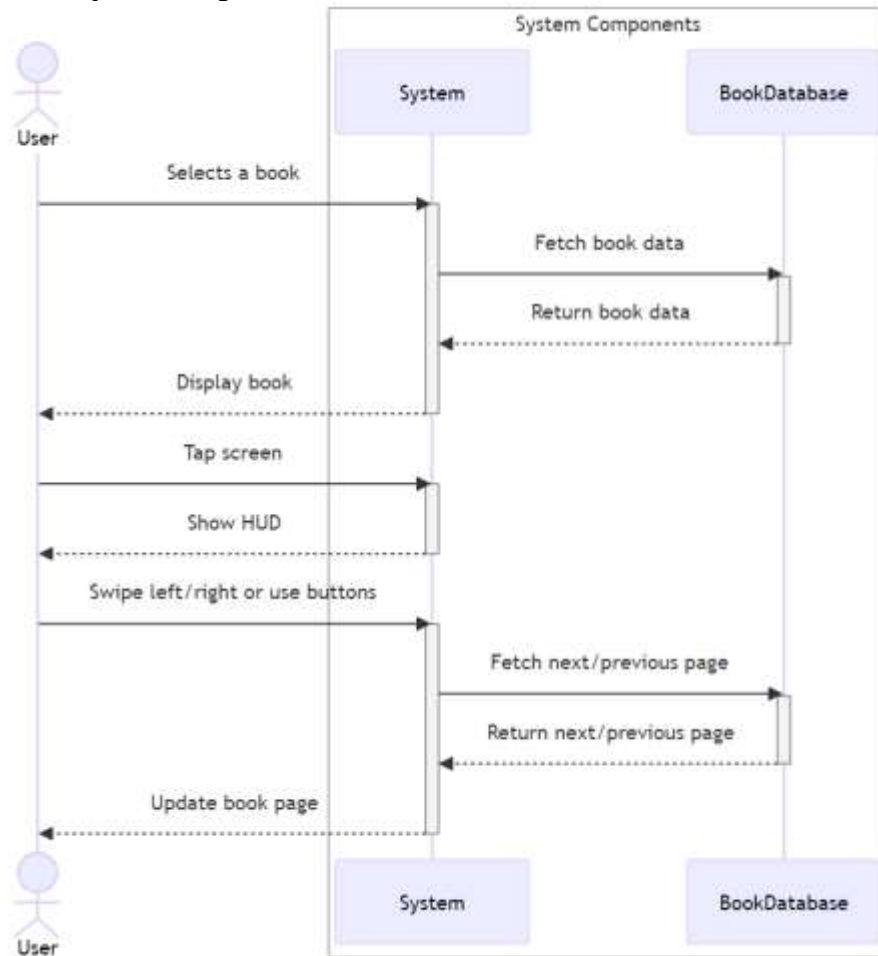 System Components
System
BookDatabase
User
Selects a book
Fetch book data
Return book data
Display book
Tap screen
Show HUD
Swipe left/right or use buttons
Fetch next/previous page
Return next/previous page
Update book page
System
BookDatabase
User